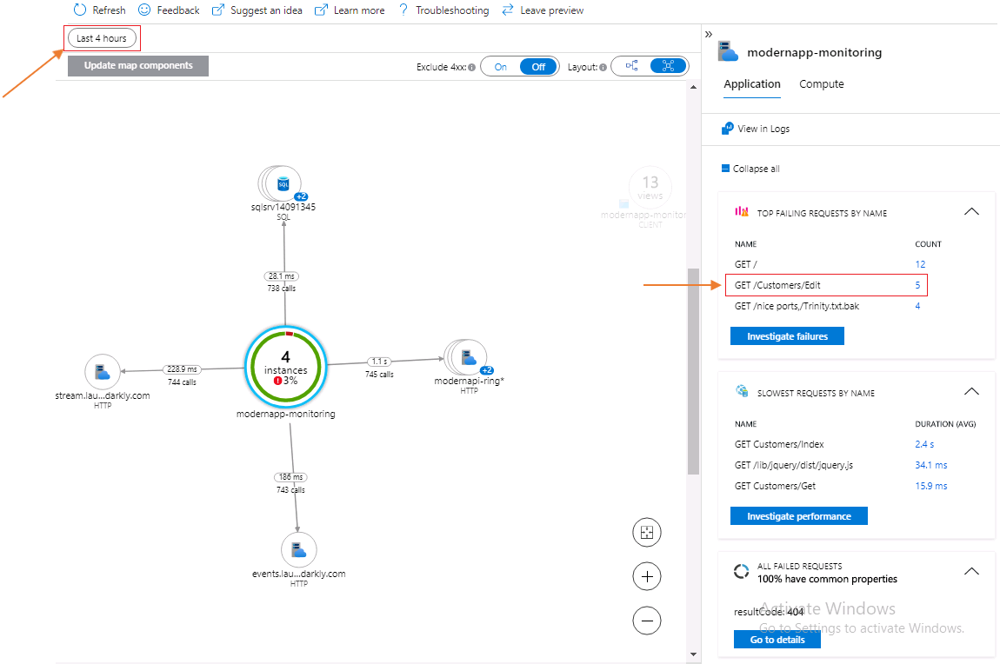 Refresh Feedback Suggest an idea Learn more ? Troubleshooting Leave preview
Last 4 hours
Update map components
Exclude 4xx: On Off Layout:
SQL
+2
sqlsrv14091345
SQL
13
views
modernapp-monitor
CLIENT
28.1 ms
738 calls
4
instances
3%
modernapp-monitoring
228.9 ms
744 calls
stream.lau...darkly.com
HTTP
1.1 s
745 calls
+2
modernapi-ring*
HTTP
186 ms
743 calls
events.lau...darkly.com
HTTP
modernapp-monitoring
Application Compute
View in Logs
Collapse all
TOP FAILING REQUESTS BY NAME
NAME COUNT
GET / 12
GET /Customers/Edit 5
GET /nice ports,/Trinity.txt.bak 4
Investigate failures
SLOWEST REQUESTS BY NAME
NAME DURATION (AVG)
GET Customers/Index 2.4 s
GET /lib/jquery/dist/jquery.js 34.1 ms
GET Customers/Get 15.9 ms
Investigate performance
ALL FAILED REQUESTS
100% have common properties
resultCode: 404
Go to details
Activate Windows
Go to Settings to activate Windows.